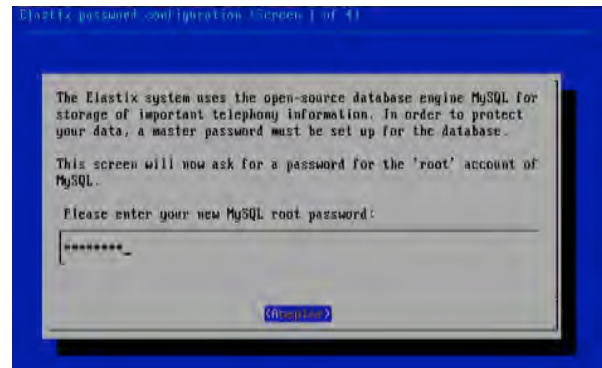 Elastix password configuration (Screen 1 of 4)
The Elastix system uses the open-source database engine MySQL for
storage of important telephony information. In order to protect
your data, a master password must be set up for the database.
This screen will now ask for a password for the 'root' account of
MySQL.
Please enter your new MySQL root password:
********_